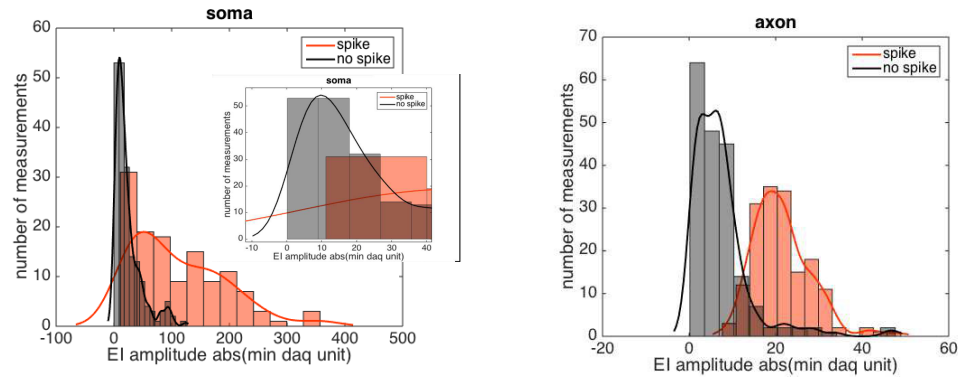 soma
60
50
40
30
20
10
0
-100 0 100 200 300 400 500
number of measurements
EI amplitude abs(min daq unit)
spike
no spike
soma
50
40
30
20
10
0
-10 0 10 20 30 40
number of measurements
EI amplitude abs(min daq unit)
spike
no spike
axon
70
60
50
40
30
20
10
0
-20 0 20 40 60
number of measurements
EI amplitude abs(min daq unit)
spike
no spike